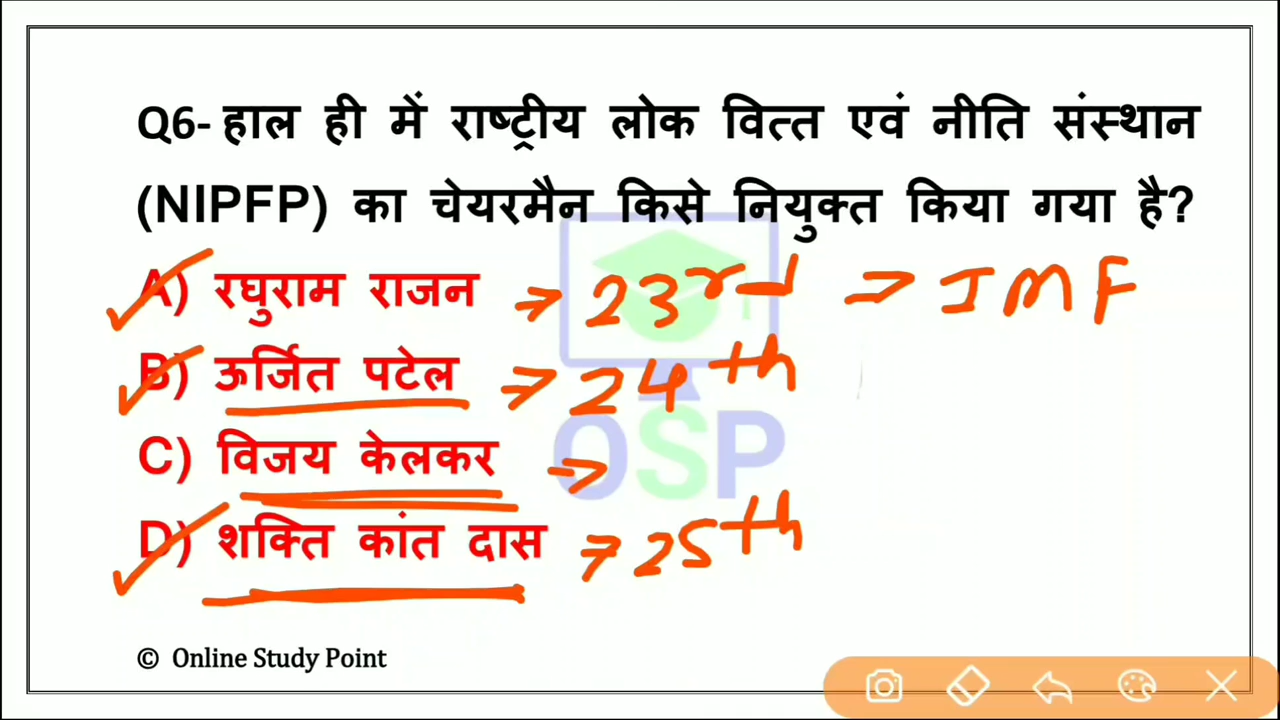 Q6- हाल ही में राष्ट्रीय लोक वित्त एवं नीति संस्थान
(NIPFP) का चेयरमैन किसे नियुक्त किया गया है?
A) रघुराम राजन → 23rd → IMF
B) ऊर्जित पटेल → 24th
C) विजय केलकर →
D) शक्ति कांत दास → 25th
OSP
© Online Study Point